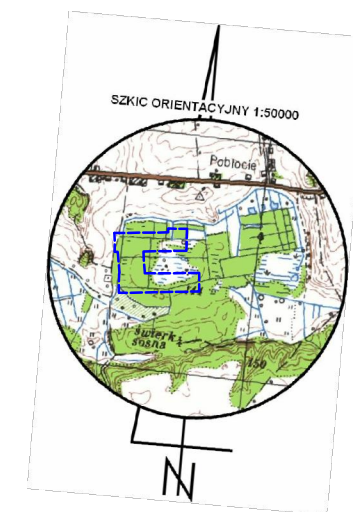 SZKIC ORIENTACYJNY 1:50000
Pobłocie
świerk
sosna
150
N